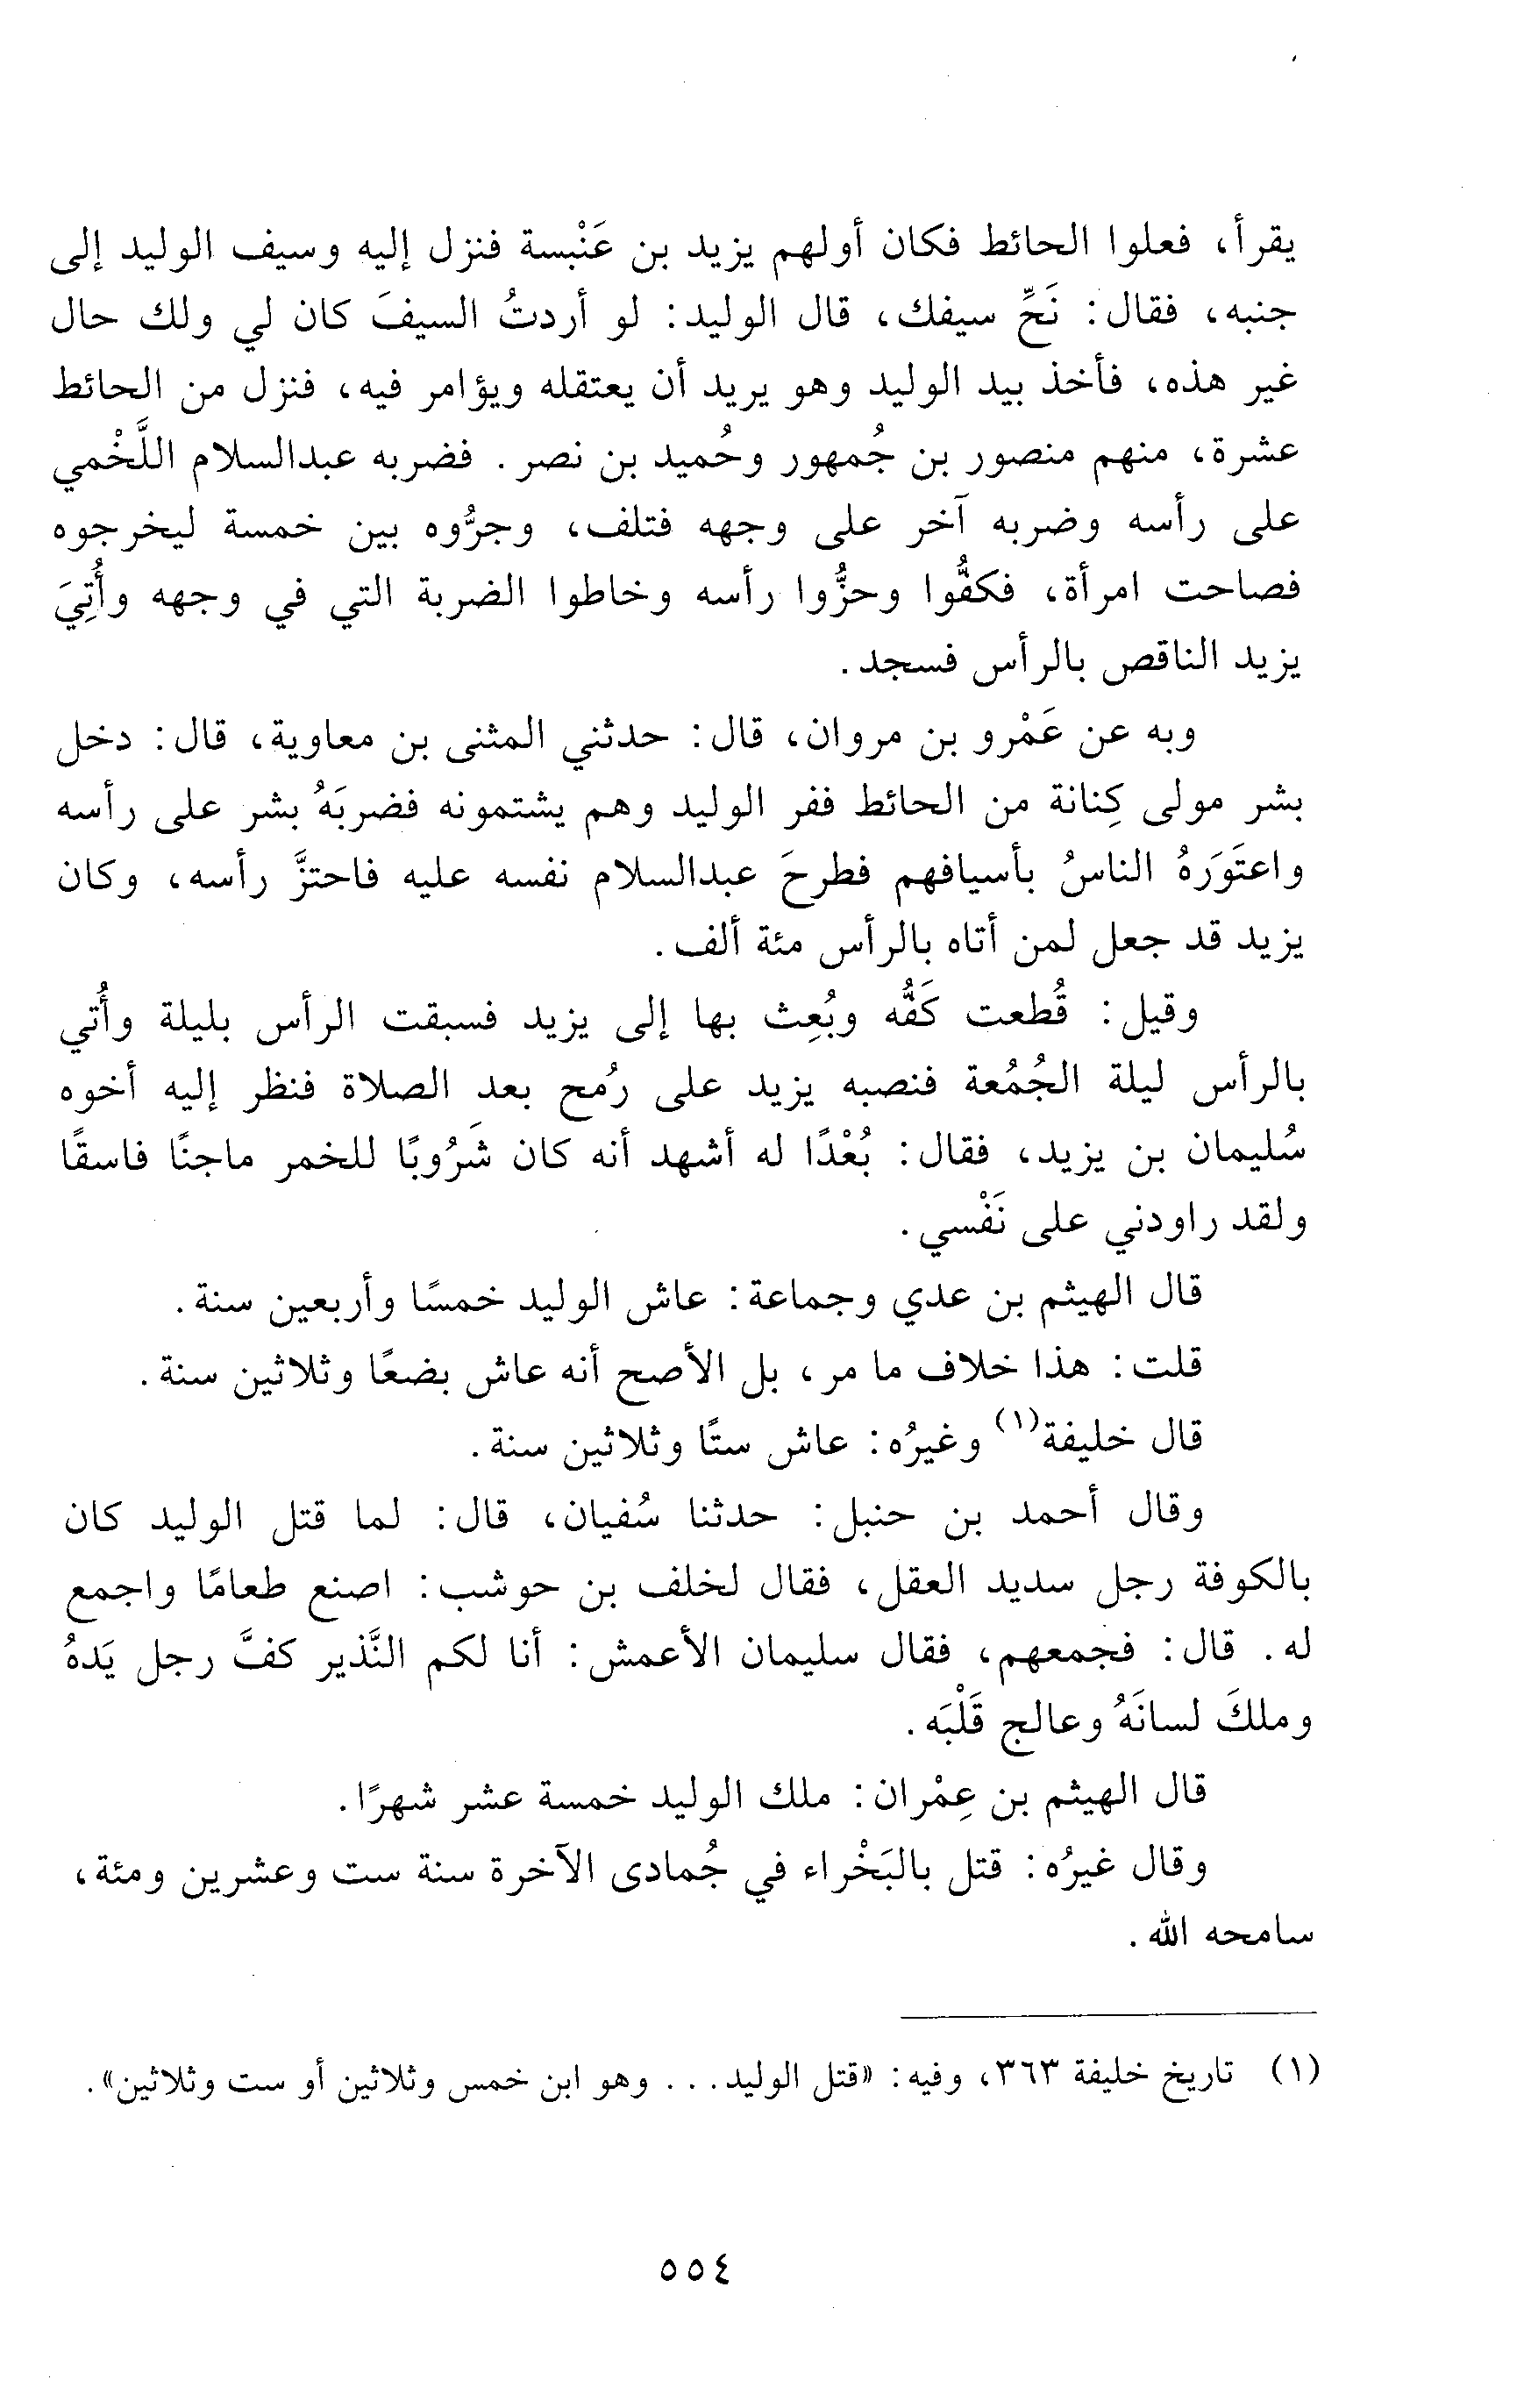 يقرأ، فعلوا الحائط فكان أولهم يزيد بن عَنْبسة فنزل إليه وسيف الوليد إلى
جنبه، فقال: نَحِّ سيفك، قال الوليد: لو أردتُ السيفَ كان لي ولك حال
غير هذه، فأخذ بيد الوليد وهو يريد أن يعتقله ويؤامر فيه، فنزل من الحائط
عشرة، منهم منصور بن جُمهور وحُميد بن نصر. فضربه عبدالسلام اللَّخْمي
على رأسه وضربه آخر على وجهه فتلف، وجرُّوه بين خمسة ليخرجوه
فصاحت امرأة، فكفُّوا وحزُّوا رأسه وخاطوا الضربة التي في وجهه وأُتِيَ
يزيد الناقص بالرأس فسجد.
وبه عن عَمْرو بن مروان، قال: حدثني المثنى بن معاوية، قال: دخل
بشر مولى كِنانة من الحائط ففر الوليد وهم يشتمونه فضربَهُ بشر على رأسه
واعتَوَرَهُ الناسُ بأسيافهم فطرحَ عبدالسلام نفسه عليه فاحتزَّ رأسه، وكان
يزيد قد جعل لمن أتاه بالرأس مئة ألف.
وقيل: قُطعت كَفُّه وبُعِث بها إلى يزيد فسبقت الرأس بليلة وأُتي
بالرأس ليلة الجُمُعة فنصبه يزيد على رُمح بعد الصلاة فنظر إليه أخوه
سُليمان بن يزيد، فقال: بُعْدًا له أشهد أنه كان شَرُوبًا للخمر ماجنًا فاسقًا
ولقد راودني على نَفْسي.
قال الهيثم بن عدي وجماعة: عاش الوليد خمسًا وأربعين سنة.
قلت: هذا خلاف ما مر، بل الأصح أنه عاش بضعًا وثلاثين سنة.
قال خليفة(١) وغيرُه: عاش ستًا وثلاثين سنة.
وقال أحمد بن حنبل: حدثنا سُفيان، قال: لما قتل الوليد كان
بالكوفة رجل سديد العقل، فقال لخلف بن حوشب: اصنع طعامًا واجمع
له. قال: فجمعهم، فقال سليمان الأعمش: أنا لكم النَّذير كفَّ رجل يَدهُ
وملكَ لسانَهُ وعالج قَلْبَه.
قال الهيثم بن عِمْران: ملك الوليد خمسة عشر شهرًا.
وقال غيرُه: قتل بالبَخْراء في جُمادى الآخرة سنة ست وعشرين ومئة،
سامحه الله.
(١) تاريخ خليفة ٣٦٣، وفيه: «قتل الوليد... وهو ابن خمس وثلاثين أو ست وثلاثين».
٥٥٤